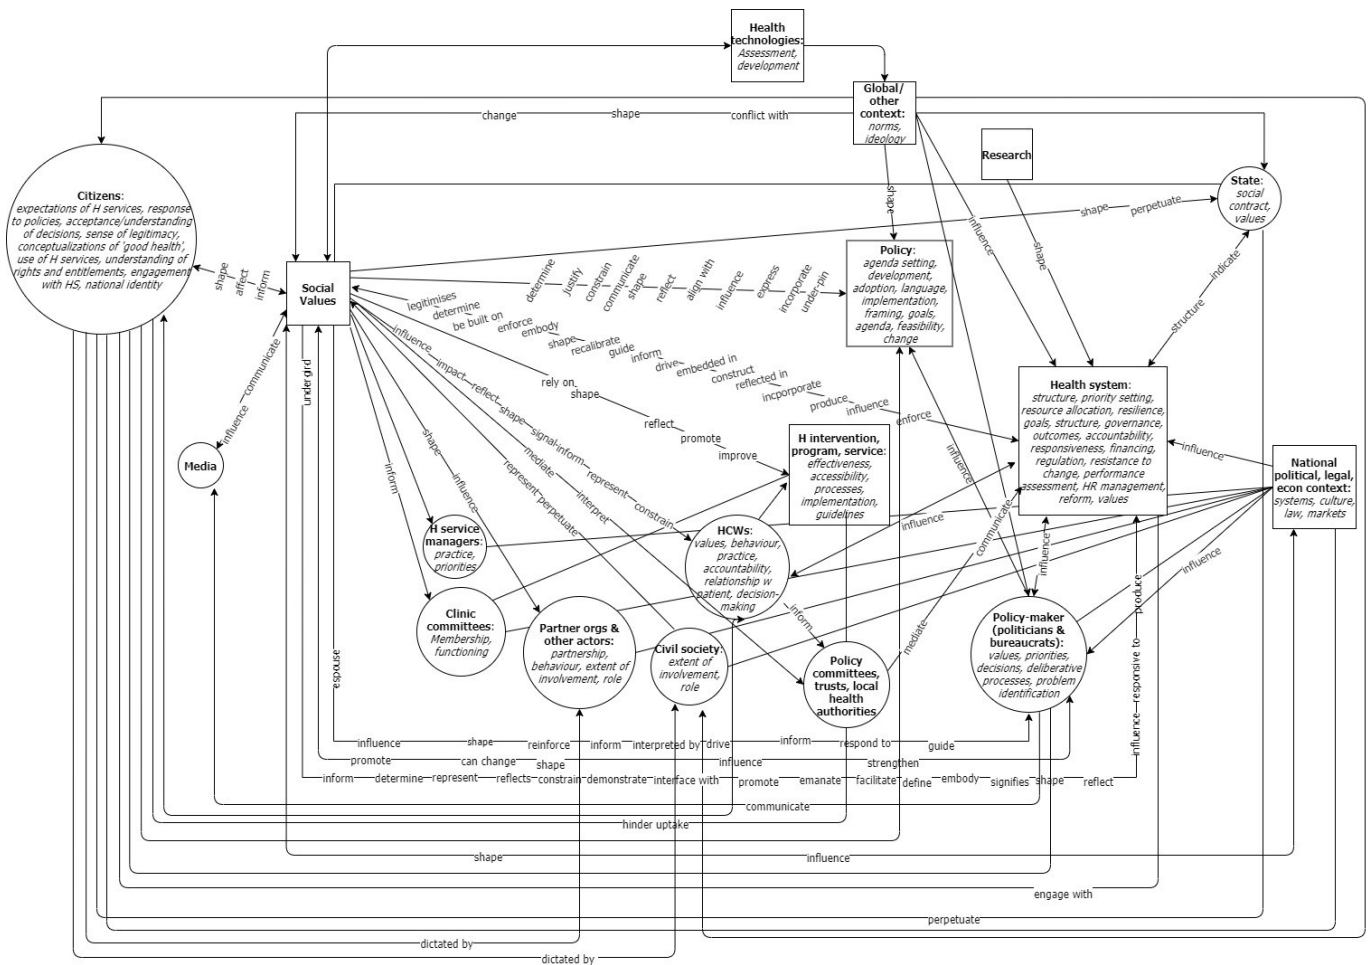 Health
technologies:
Assessment,
development
Global/
other
context:
norms,
ideology
change
shape
conflict with
Research
Citizens:
expectations of H services, response
to policies, acceptance/understanding
of decisions, sense of legitimacy,
conceptualizations of 'good health',
use of H services, understanding of
rights and entitlements, engagement
with HS, national identity
State:
social
contract,
values
shape
perpetuate
shape
influence
shape
indicate
structure
shape
affect
inform
Social
Values
determine
justify
constrain
communicate
shape
reflect
align with
influence
express
incorporate
under-pin
Policy:
agenda setting,
development,
adoption, language,
implementation,
framing, goals,
agenda, feasibility,
change
legitimises
determine
be built on
enforce
embody
shape
recalibrate
guide
inform
drive
embedded in
construct
reflected in
incporporate
produce
influence
enforce
influence
communicate
undergird
influence
impact
reflect
shape
signal
inform
represent
constrain
mediate
interpret
represent
perpetuate
rely on
shape
reflect
promote
improve
shape
influence
inform
Health system:
structure, priority setting,
resource allocation, resilience,
goals, structure, governance,
outcomes, accountability,
responsiveness, financing,
regulation, resistance to
change, performance
assessment, HR management,
reform, values
H intervention,
program, service:
effectiveness,
accessibility,
processes,
implementation,
guidelines
influence
National
political, legal,
econ context:
systems, culture,
law, markets
Media
influence
influence
communicate
mediate
influence
influence
H service
managers:
practice,
priorities
HCWs:
values, behaviour,
practice,
accountability,
relationship w
patient, decision-
making
inform
produce
influence
responsive to
Clinic
committees:
Membership,
functioning
Partner orgs &
other actors:
partnership,
behaviour, extent of
involvement, role
Civil society:
extent of
involvement,
role
Policy
committees,
trusts, local
health
authorities
Policy-maker
(politicians &
bureaucrats):
values, priorities,
decisions, deliberative
processes, problem
identification
espouse
influence
shape
reinforce
inform
interpreted by
drive
inform
respond to
guide
promote
can change
shape
influence
strengthen
inform
determine
represent
reflects
constrain
demonstrate
interface with
promote
emanate
facilitate
define
embody
signifies
shape
reflect
communicate
hinder uptake
shape
influence
engage with
perpetuate
dictated by
dictated by